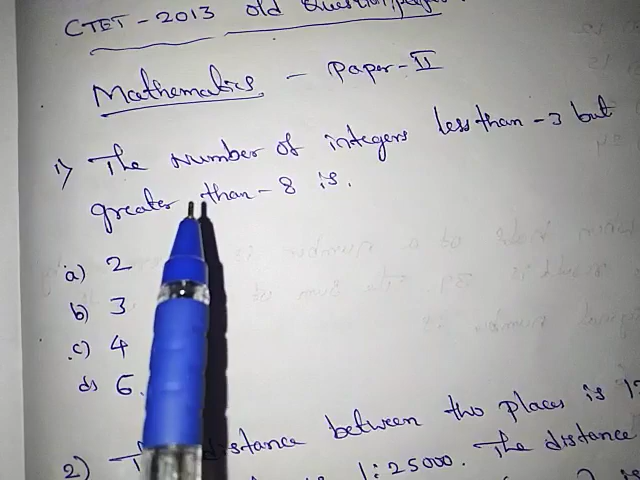 CTET - 2013 old Question
Mathematics - Paper-II
1) The Number of integers less than -3 but
greater than -8 is.
a) 2
b) 3
c) 4
d) 6.
2) distance between two places is
1:25000. The distance